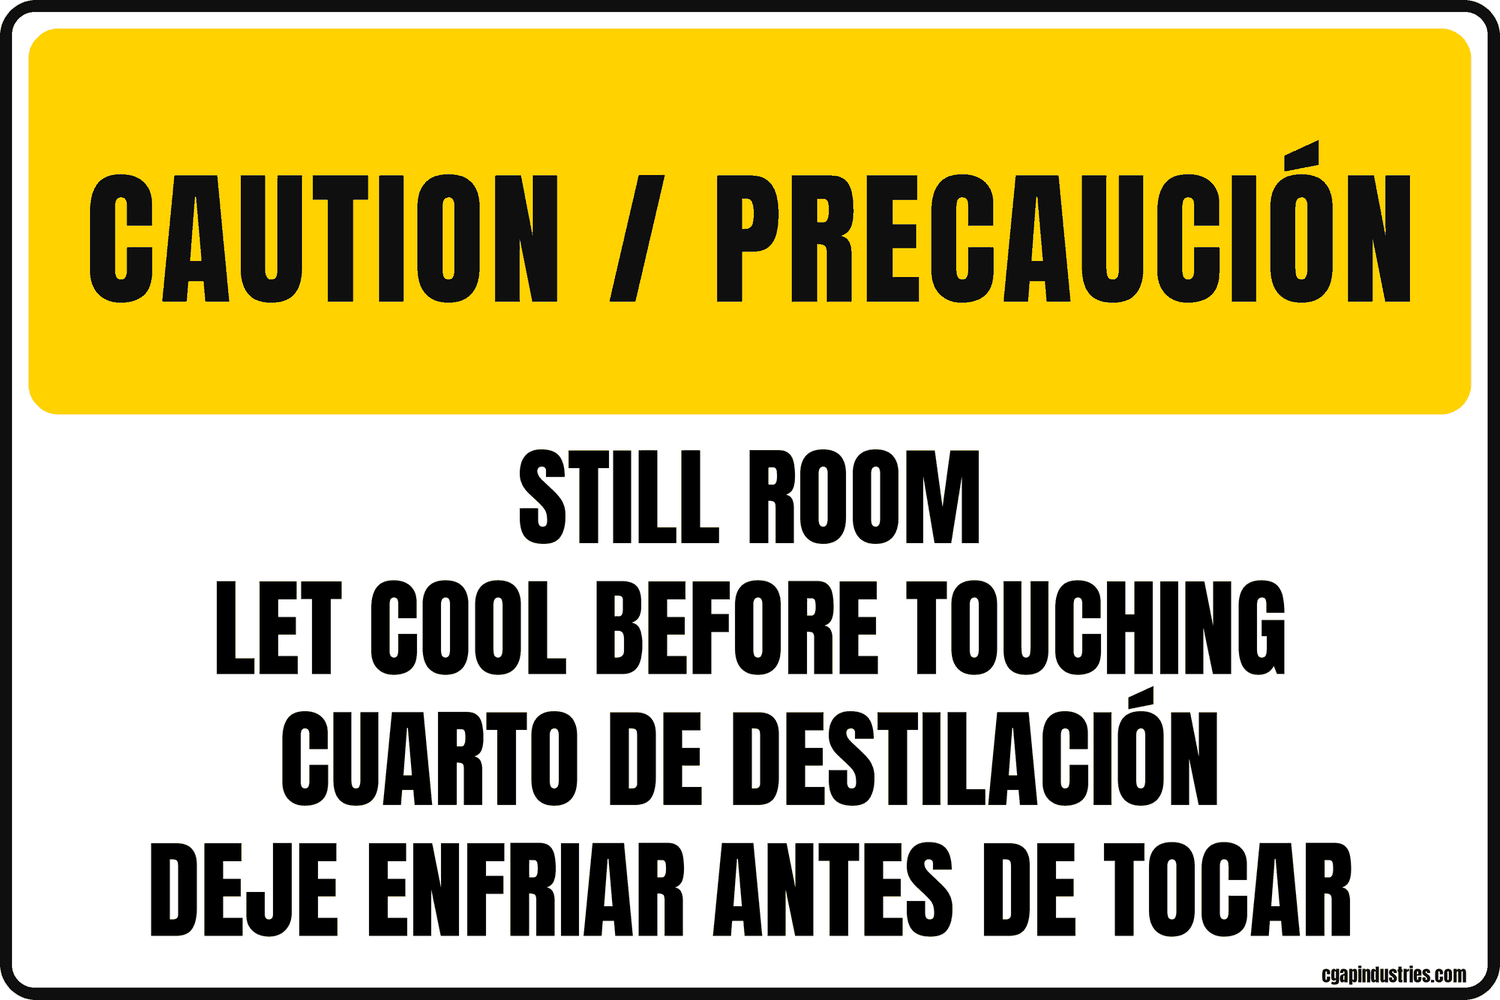 CAUTION / PRECAUCIÓN
STILL ROOM
LET COOL BEFORE TOUCHING
CUARTO DE DESTILACIÓN
DEJE ENFRIAR ANTES DE TOCAR
cgapindustries.com